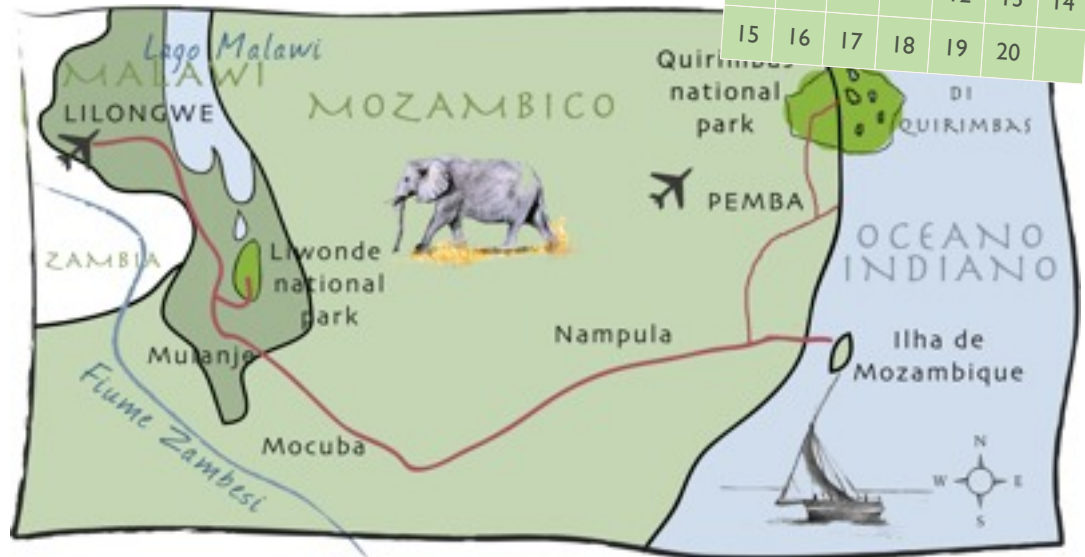 12 13 14
15 16 17 18 19 20
Lago Malawi
MALAWI
LILONGWE
MOZAMBICO
Quirimbas
national
park
DI
QUIRIMBAS
PEMBA
ZAMBIA
Liwonde
national
park
OCEANO
INDIANO
Nampula
Ilha de
Mozambique
Mulanje
Fiume Zambesi
Mocuba
N
W E
S